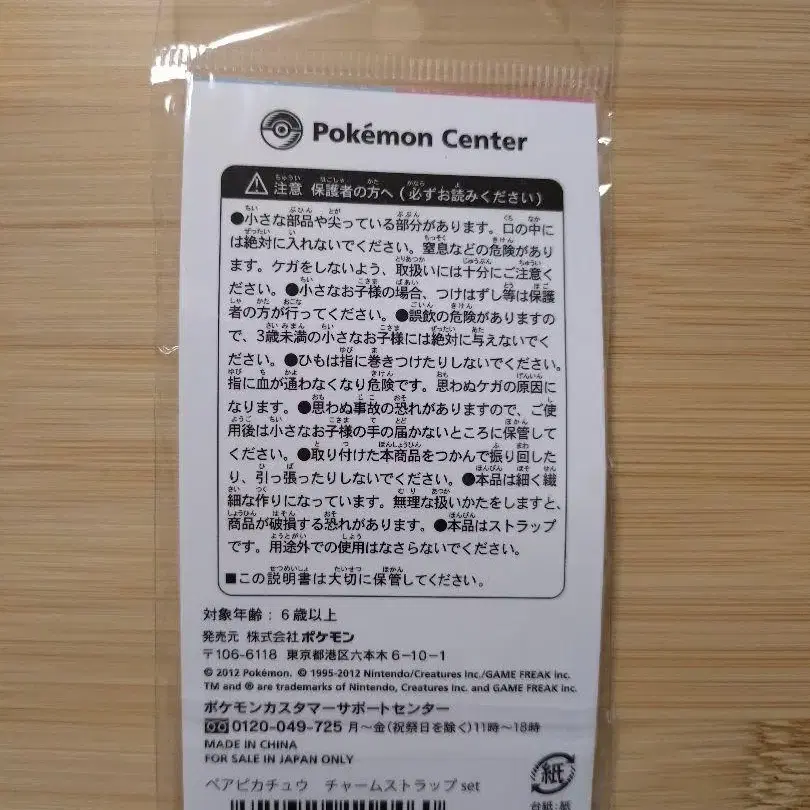 Pokémon Center
注意 保護者の方へ（必ずお読みください）
●小さな部品や尖っている部分があります。口の中に
は絶対に入れないでください。窒息などの危険があり
ます。ケガをしないよう、取扱いには十分にご注意く
ださい。●小さなお子様の場合、つけはずし等は保護
者の方が行ってください。●誤飲の危険がありますの
で、3歳未満の小さなお子様には絶対に与えないでく
ださい。●ひもは指に巻きつけたりしないでください。
指に血が通わなくなり危険です。思わぬケガの原因に
なります。●思わぬ事故の恐れがありますので、ご使
用後は小さなお子様の手の届かないところに保管して
ください。●取り付けた本商品をつかんで振り回した
り、引っ張ったりしないでください。●本品は細く繊
細な作りになっています。無理な扱いかたをしますと、
商品が破損する恐れがあります。●本品はストラップ
です。用途外での使用はなさらないでください。
■この説明書は大切に保管してください。
対象年齢：6歳以上
発売元 株式会社ポケモン
〒106-6118 東京都港区六本木6-10-1
© 2012 Pokémon. © 1995-2012 Nintendo/Creatures Inc./GAME FREAK inc.
TM and ® are trademarks of Nintendo, Creatures Inc. and GAME FREAK inc.
ポケモンカスタマーサポートセンター
0120-049-725 月～金（祝祭日を除く）11時～18時
MADE IN CHINA
FOR SALE IN JAPAN ONLY
ペアピカチュウ チャームストラップset
紙
台紙:紙